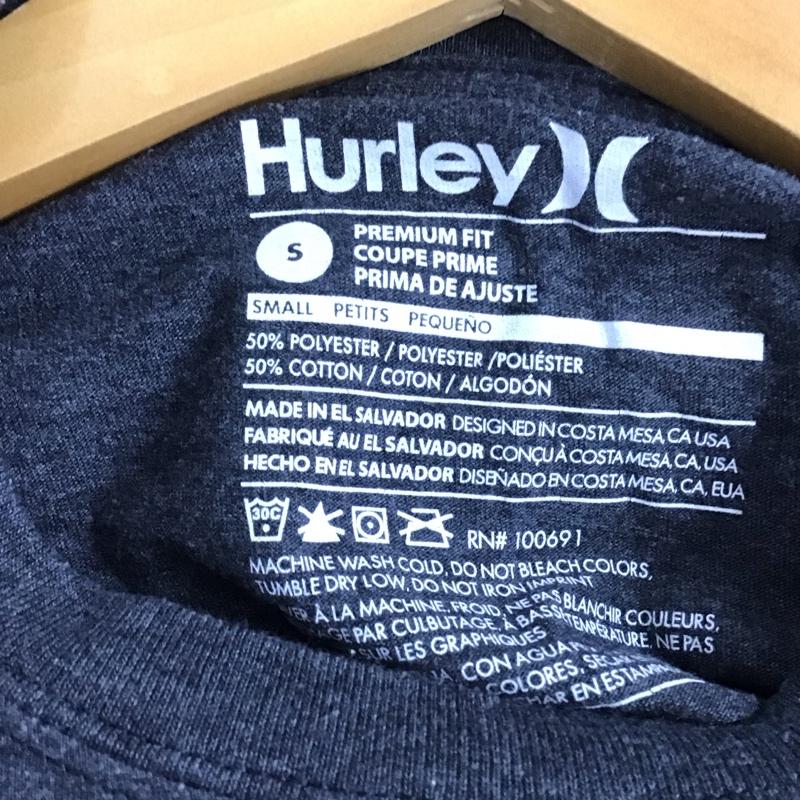 Hurley
S
PREMIUM FIT
COUPE PRIME
PRIMA DE AJUSTE
SMALL PETITS PEQUEÑO
50% POLYESTER / POLYESTER /POLIÉSTER
50% COTTON / COTON / ALGODÓN
MADE IN EL SALVADOR DESIGNED IN COSTA MESA, CA USA
FABRIQUÉ AU EL SALVADOR CONÇU À COSTA MESA, CA, USA
HECHO EN EL SALVADOR DISEÑADO EN COSTA MESA, CA, EUA
30C
RN# 100691
MACHINE WASH COLD, DO NOT BLEACH COLORS,
TUMBLE DRY LOW, DO NOT IRON IMPRINT
À LA MACHINE, FROID, NE PAS BLANCHIR COULEURS,
PAR CULBUTAGE, À BASSE TEMPÉRATURE, NE PAS
SUR LES GRAPHIQUES
CON AGUA
COLORES,
EN